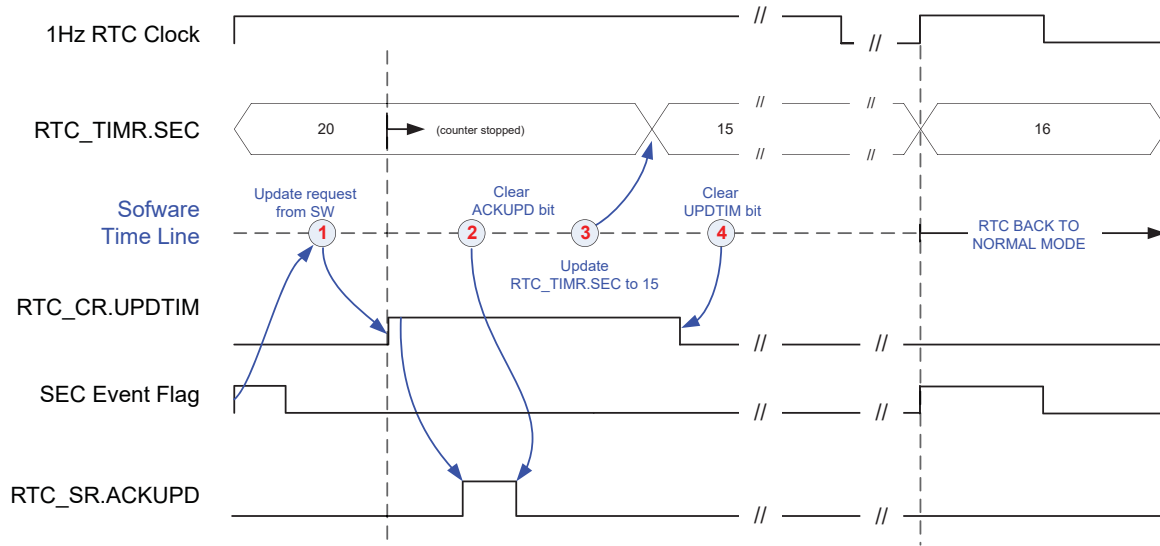 1Hz RTC Clock
//
//
RTC_TIMR.SEC
20
(counter stopped)
//
//
15
//
//
16
Sofware
Time Line
Update request
from SW
1
Clear
ACKUPD bit
2
3
Update
RTC_TIMR.SEC to 15
Clear
UPDTIM bit
4
RTC BACK TO
NORMAL MODE
RTC_CR.UPDTIM
//
//
SEC Event Flag
//
//
RTC_SR.ACKUPD
//
//